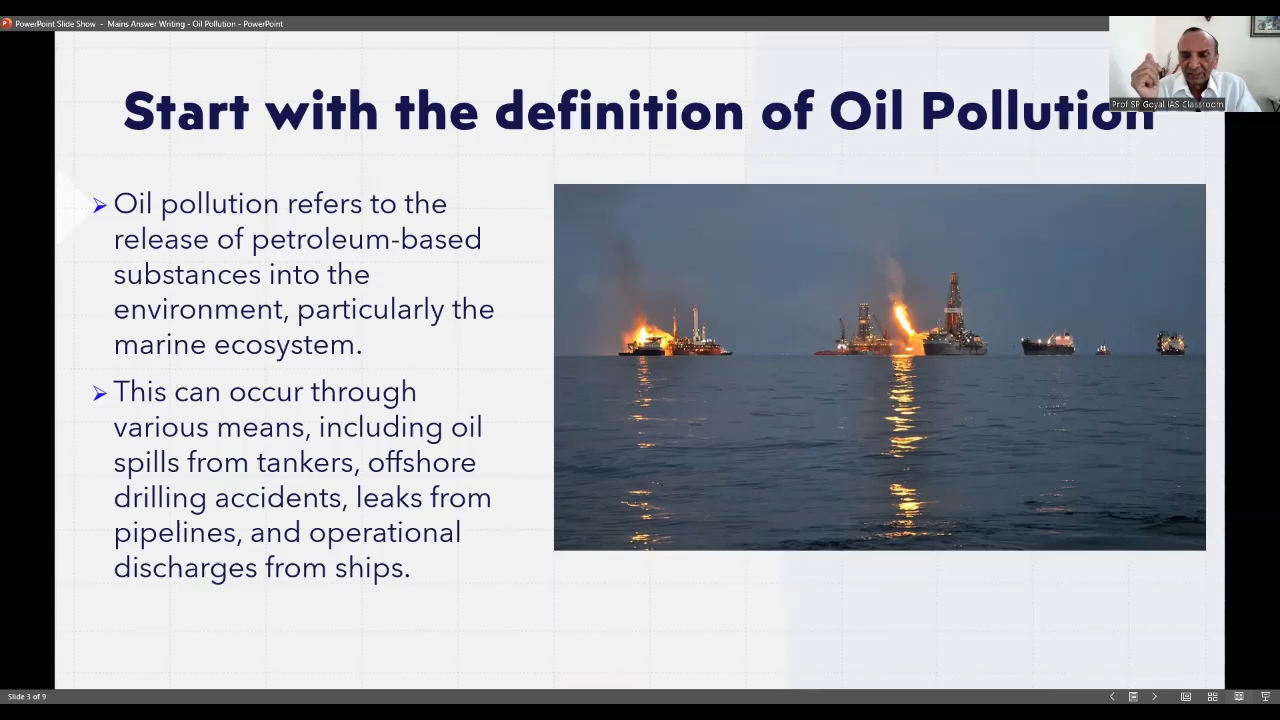 PowerPoint Slide Show - Mains Answer Writing - Oil Pollution - PowerPoint
Prof SP Goyal IAS Classroom
Start with the definition of Oil Pollution
Oil pollution refers to the
release of petroleum-based
substances into the
environment, particularly the
marine ecosystem.
This can occur through
various means, including oil
spills from tankers, offshore
drilling accidents, leaks from
pipelines, and operational
discharges from ships.
Slide 3 of 9